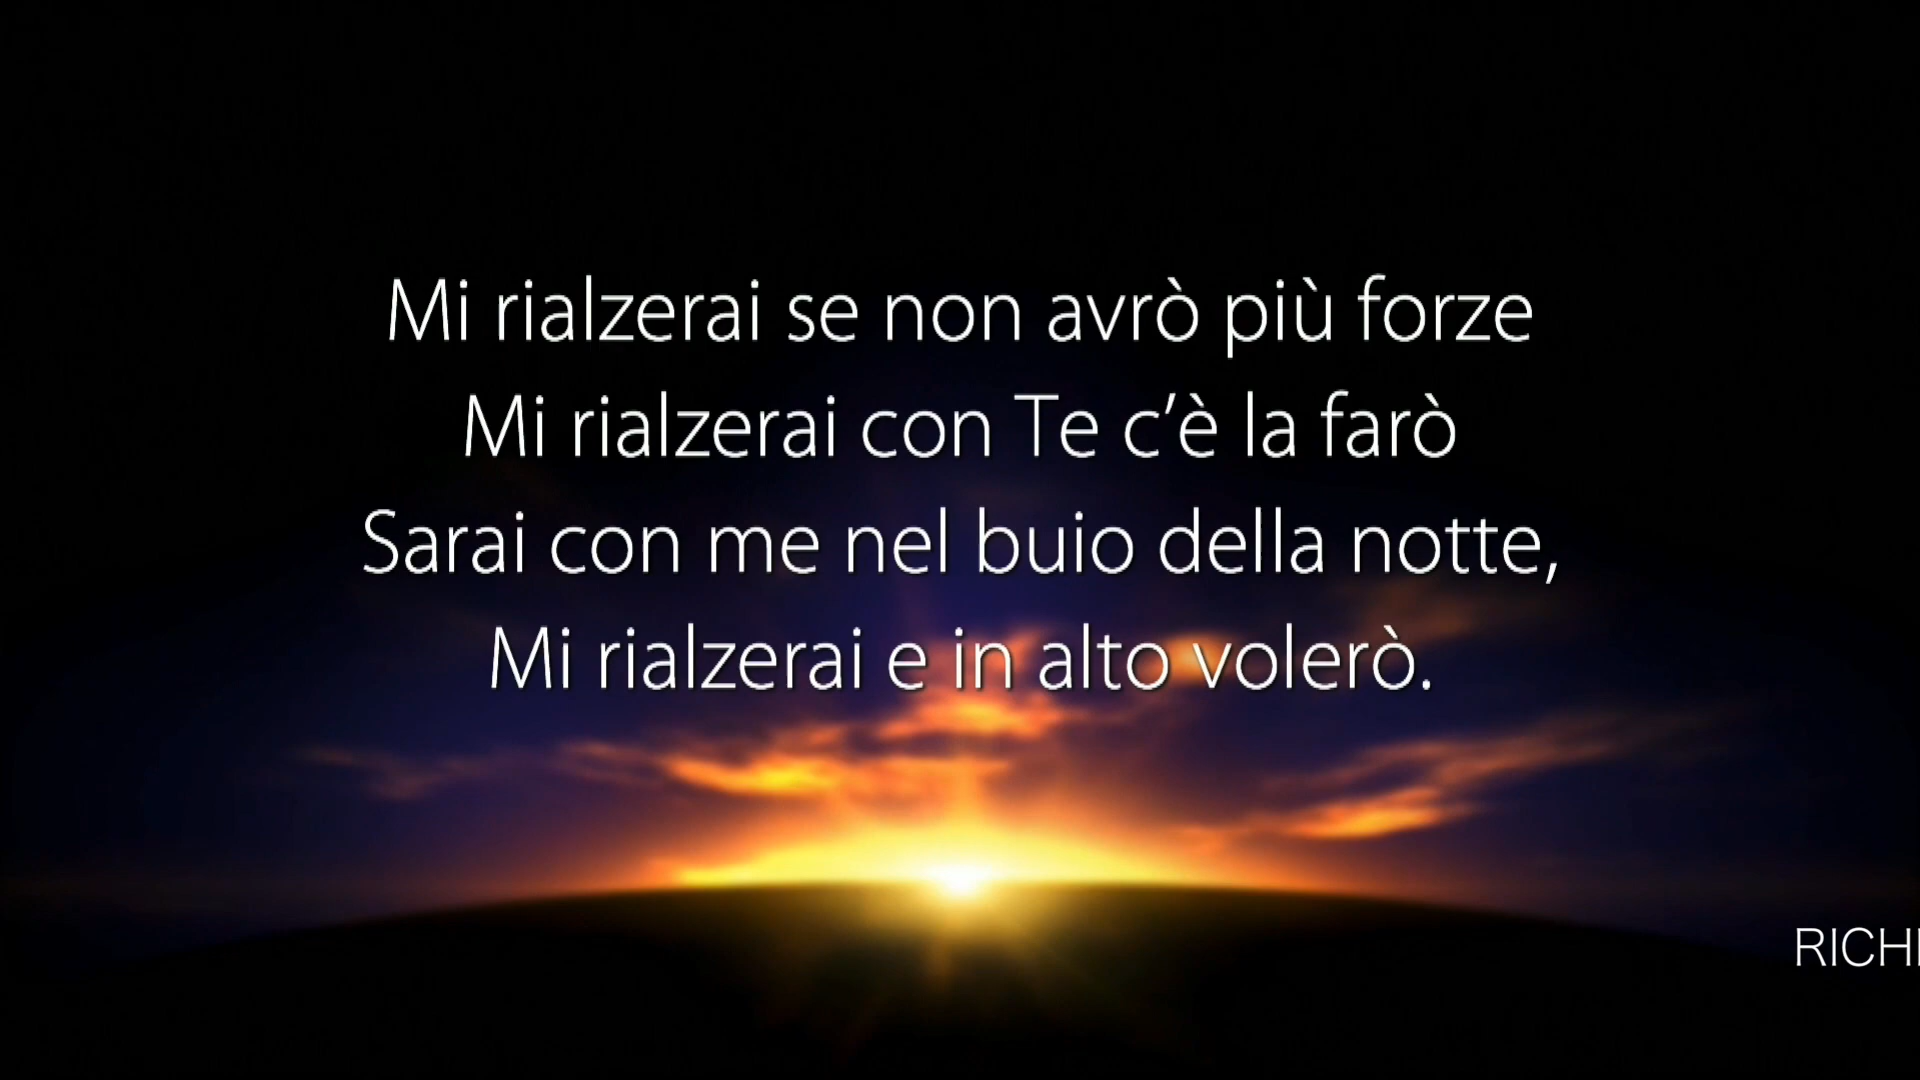 Mi rialzerai se non avrò più forze
Mi rialzerai con Te c’è la farò
Sarai con me nel buio della notte,
Mi rialzerai e in alto volerò.